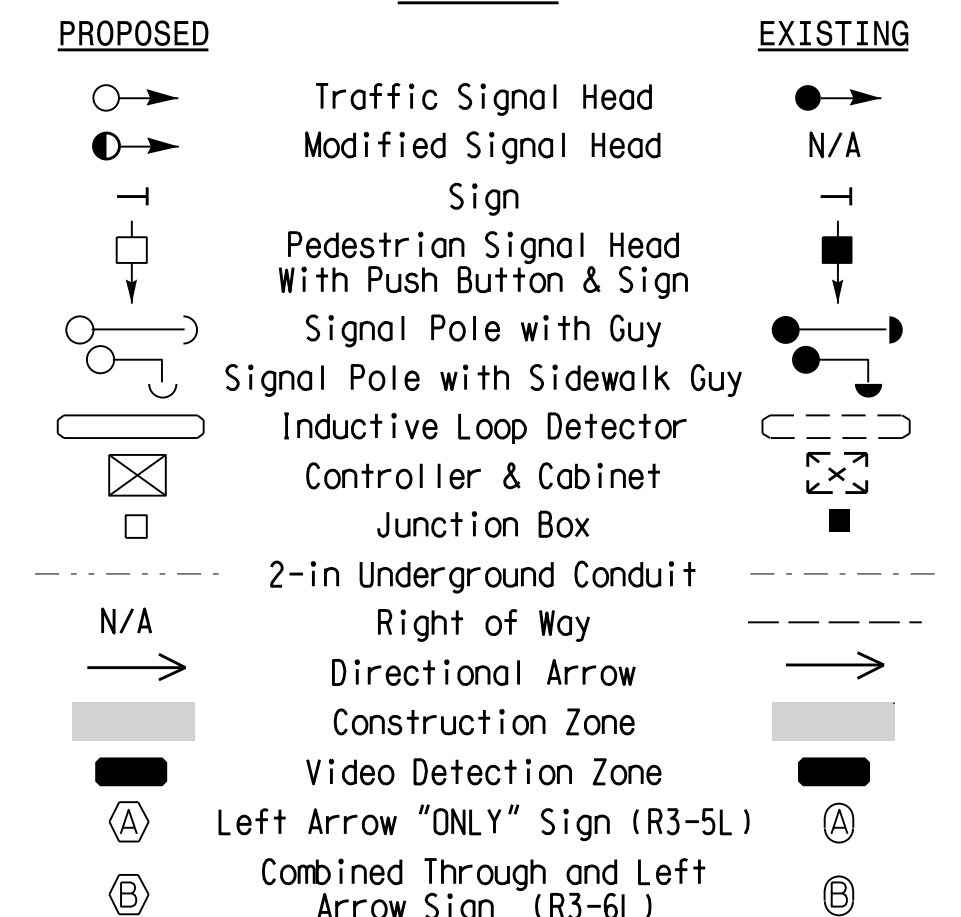 PROPOSED EXISTING
Traffic Signal Head
Modified Signal Head N/A
Sign
Pedestrian Signal Head
With Push Button & Sign
Signal Pole with Guy
Signal Pole with Sidewalk Guy
Inductive Loop Detector
Controller & Cabinet
Junction Box
2-in Underground Conduit
N/A Right of Way
Directional Arrow
Construction Zone
Video Detection Zone
A Left Arrow "ONLY" Sign (R3-5L) A
Combined Through and Left
B Arrow Sign (R3-6L) B